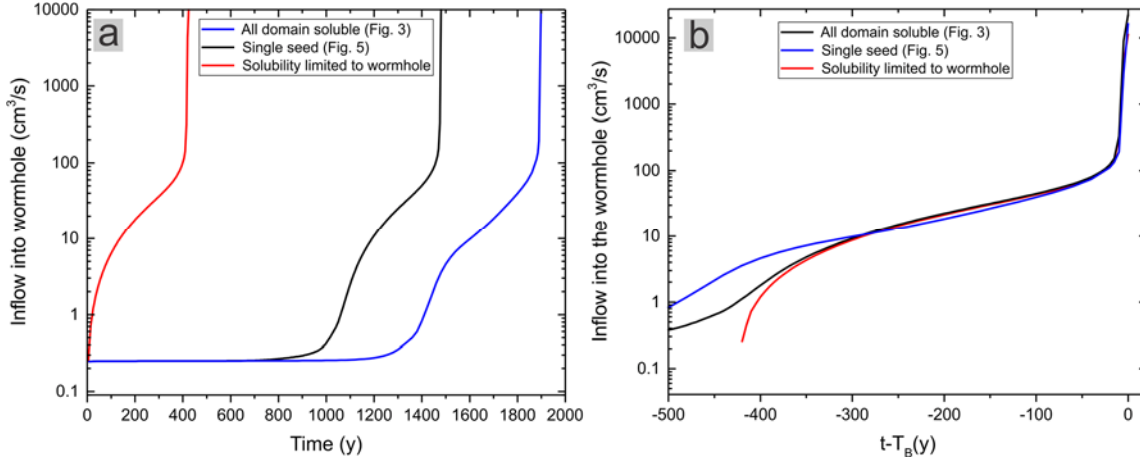 a
All domain soluble (Fig. 3)
Single seed (Fig. 5)
Solubility limited to wormhole
Inflow into wormhole (cm³/s)
10000
1000
100
10
1
0.1
0 200 400 600 800 1000 1200 1400 1600 1800 2000
Time (y)
b
All domain soluble (Fig. 3)
Single seed (Fig. 5)
Solubility limited to wormhole
Inflow into the wormhole (cm³/s)
10000
1000
100
10
1
0.1
-500 -400 -300 -200 -100 0
t-T_B(y)